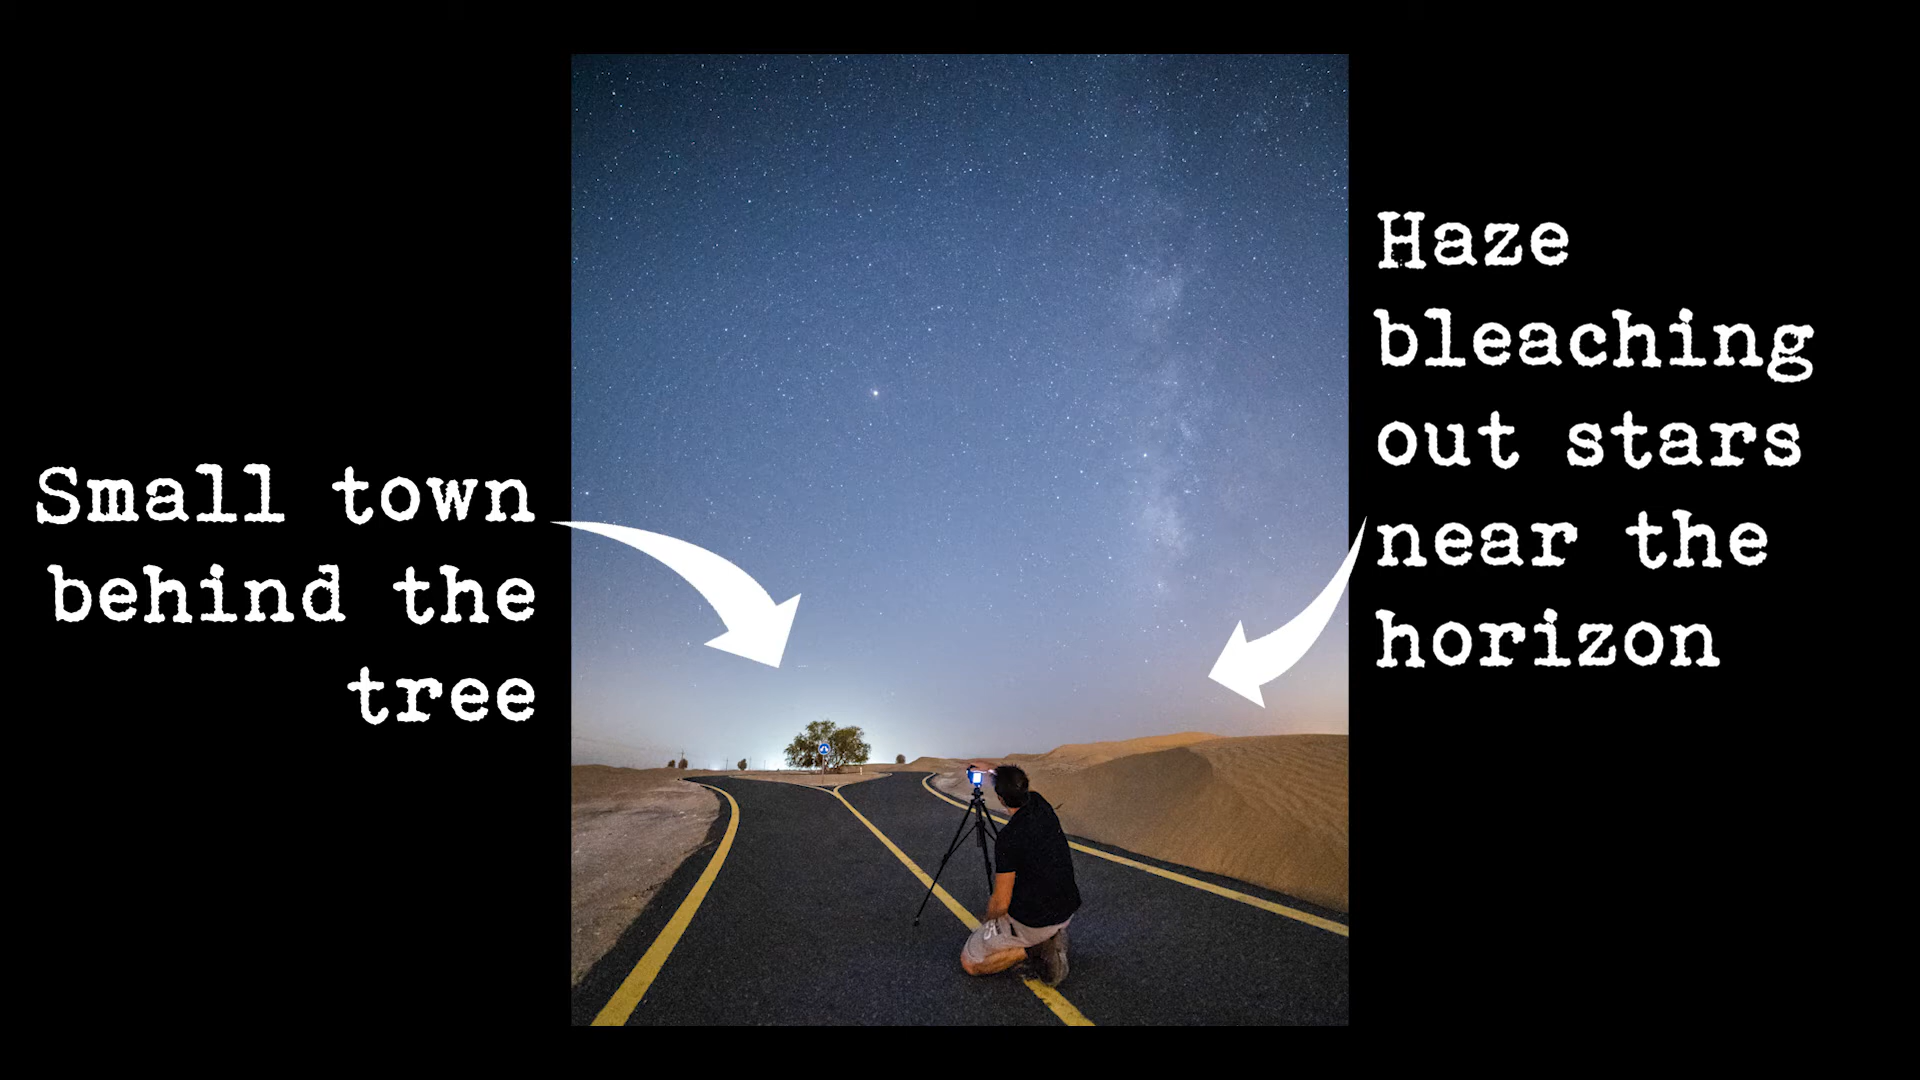 Small town
behind the
tree
Haze
bleaching
out stars
near the
horizon